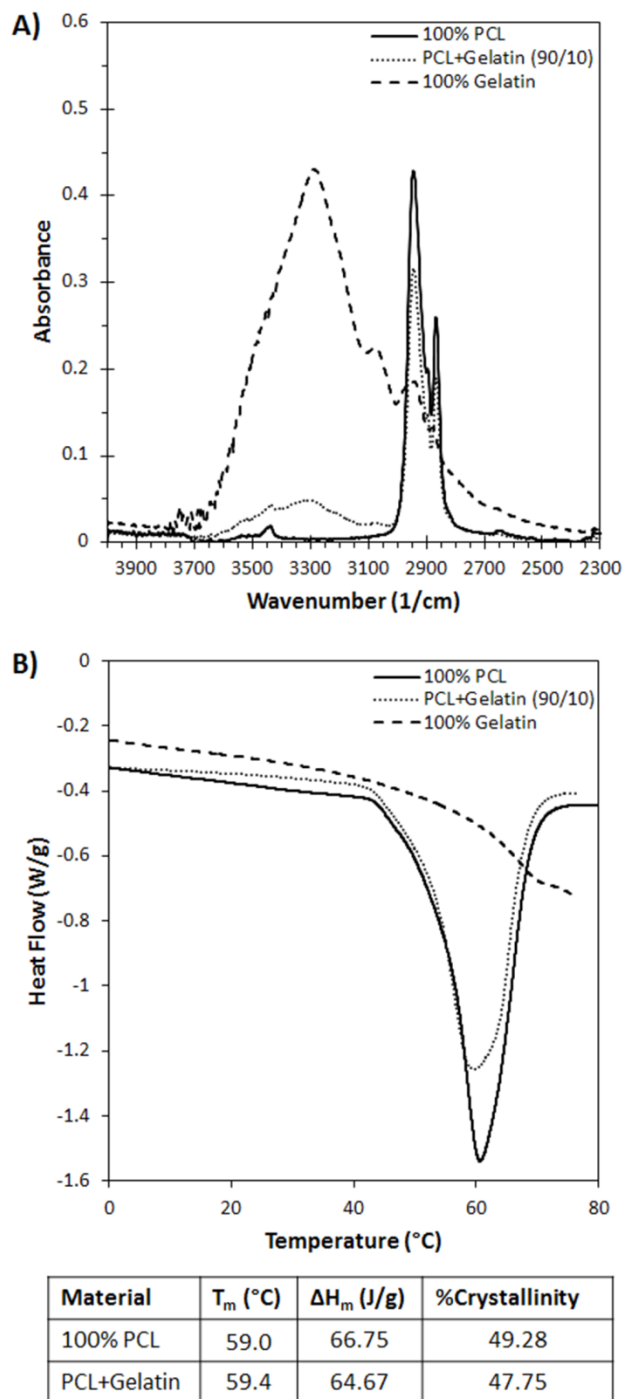 A)
0.6
0.5
0.4
0.3
0.2
0.1
0
Absorbance
100% PCL
PCL+Gelatin (90/10)
100% Gelatin
3900 3700 3500 3300 3100 2900 2700 2500 2300
Wavenumber (1/cm)
B)
0
-0.2
-0.4
-0.6
-0.8
-1
-1.2
-1.4
-1.6
Heat Flow (W/g)
100% PCL
PCL+Gelatin (90/10)
100% Gelatin
0 20 40 60 80
Temperature (°C)
Material Tm (°C) ΔHm (J/g) %Crystallinity
100% PCL 59.0 66.75 49.28
PCL+Gelatin 59.4 64.67 47.75